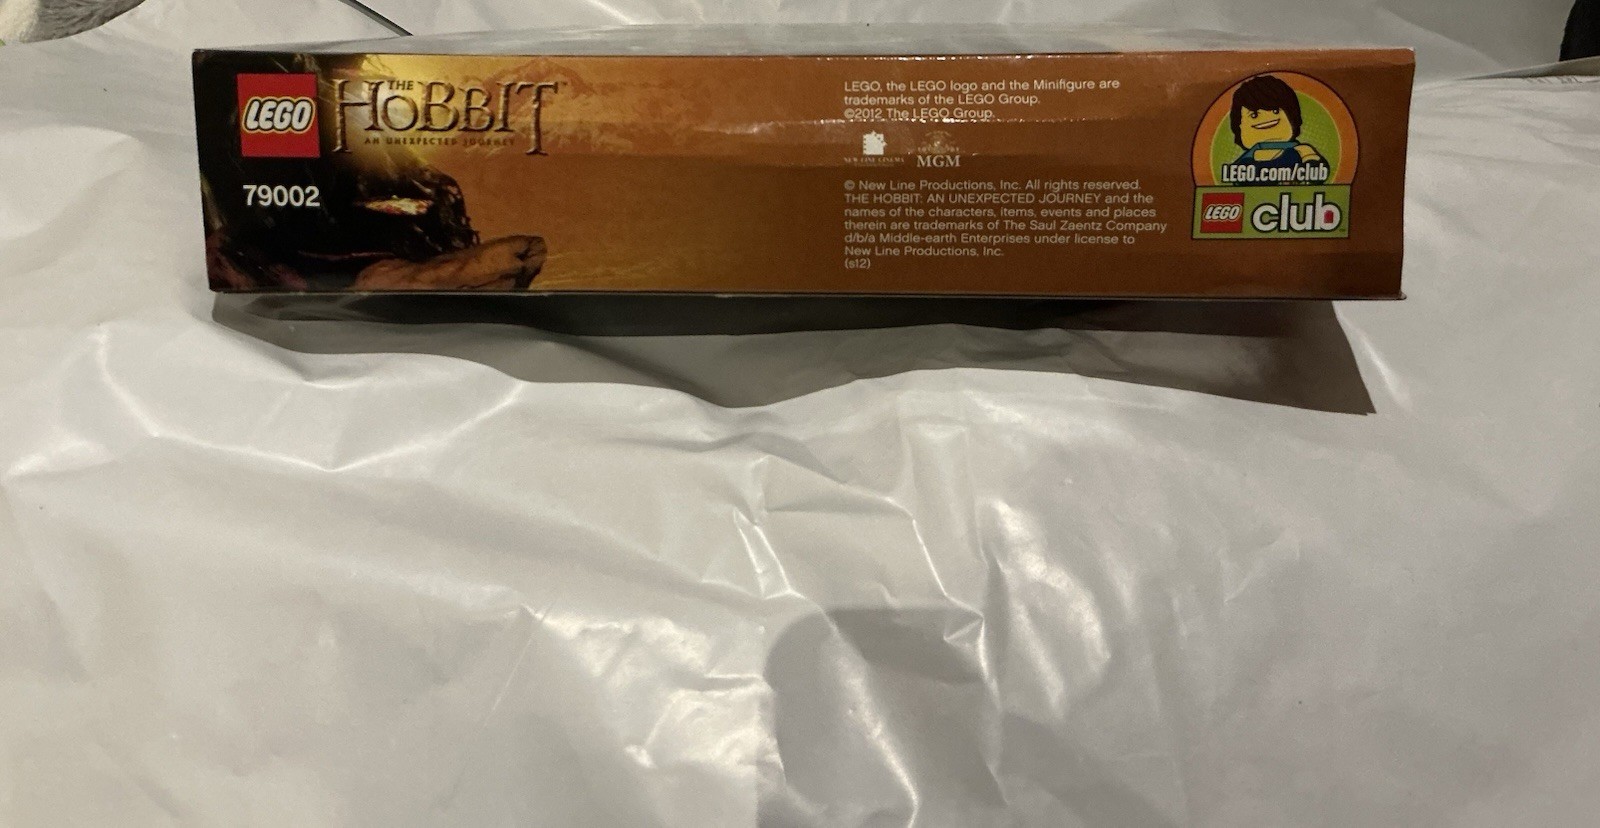 LEGO
THE
HOBBIT
AN UNEXPECTED JOURNEY
79002
LEGO, the LEGO logo and the Minifigure are
trademarks of the LEGO Group.
©2012 The LEGO Group.
NEW LINE CINEMA
MGM
© New Line Productions, Inc. All rights reserved.
THE HOBBIT: AN UNEXPECTED JOURNEY and the
names of the characters, items, events and places
therein are trademarks of The Saul Zaentz Company
d/b/a Middle-earth Enterprises under license to
New Line Productions, Inc.
(s12)
LEGO.com/club
LEGO club